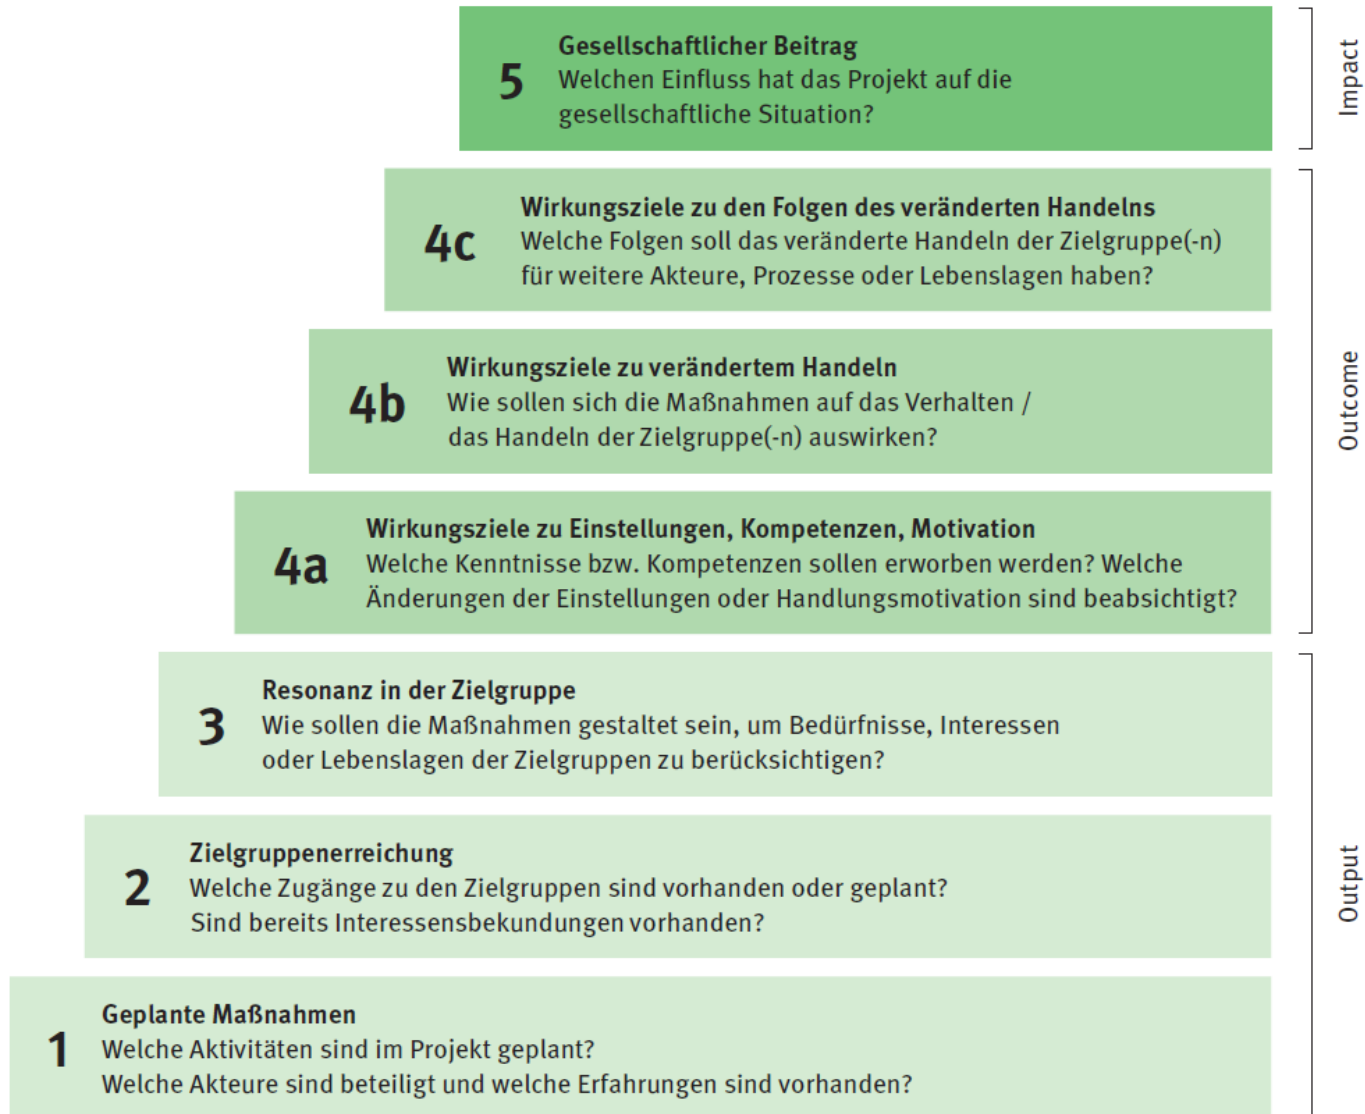 5
Gesellschaftlicher Beitrag
Welchen Einfluss hat das Projekt auf die
gesellschaftliche Situation?
Impact
4c
Wirkungsziele zu den Folgen des veränderten Handelns
Welche Folgen soll das veränderte Handeln der Zielgruppe(-n)
für weitere Akteure, Prozesse oder Lebenslagen haben?
4b
Wirkungsziele zu verändertem Handeln
Wie sollen sich die Maßnahmen auf das Verhalten /
das Handeln der Zielgruppe(-n) auswirken?
Outcome
4a
Wirkungsziele zu Einstellungen, Kompetenzen, Motivation
Welche Kenntnisse bzw. Kompetenzen sollen erworben werden? Welche
Änderungen der Einstellungen oder Handlungsmotivation sind beabsichtigt?
3
Resonanz in der Zielgruppe
Wie sollen die Maßnahmen gestaltet sein, um Bedürfnisse, Interessen
oder Lebenslagen der Zielgruppen zu berücksichtigen?
2
Zielgruppenerreichung
Welche Zugänge zu den Zielgruppen sind vorhanden oder geplant?
Sind bereits Interessensbekundungen vorhanden?
Output
1
Geplante Maßnahmen
Welche Aktivitäten sind im Projekt geplant?
Welche Akteure sind beteiligt und welche Erfahrungen sind vorhanden?